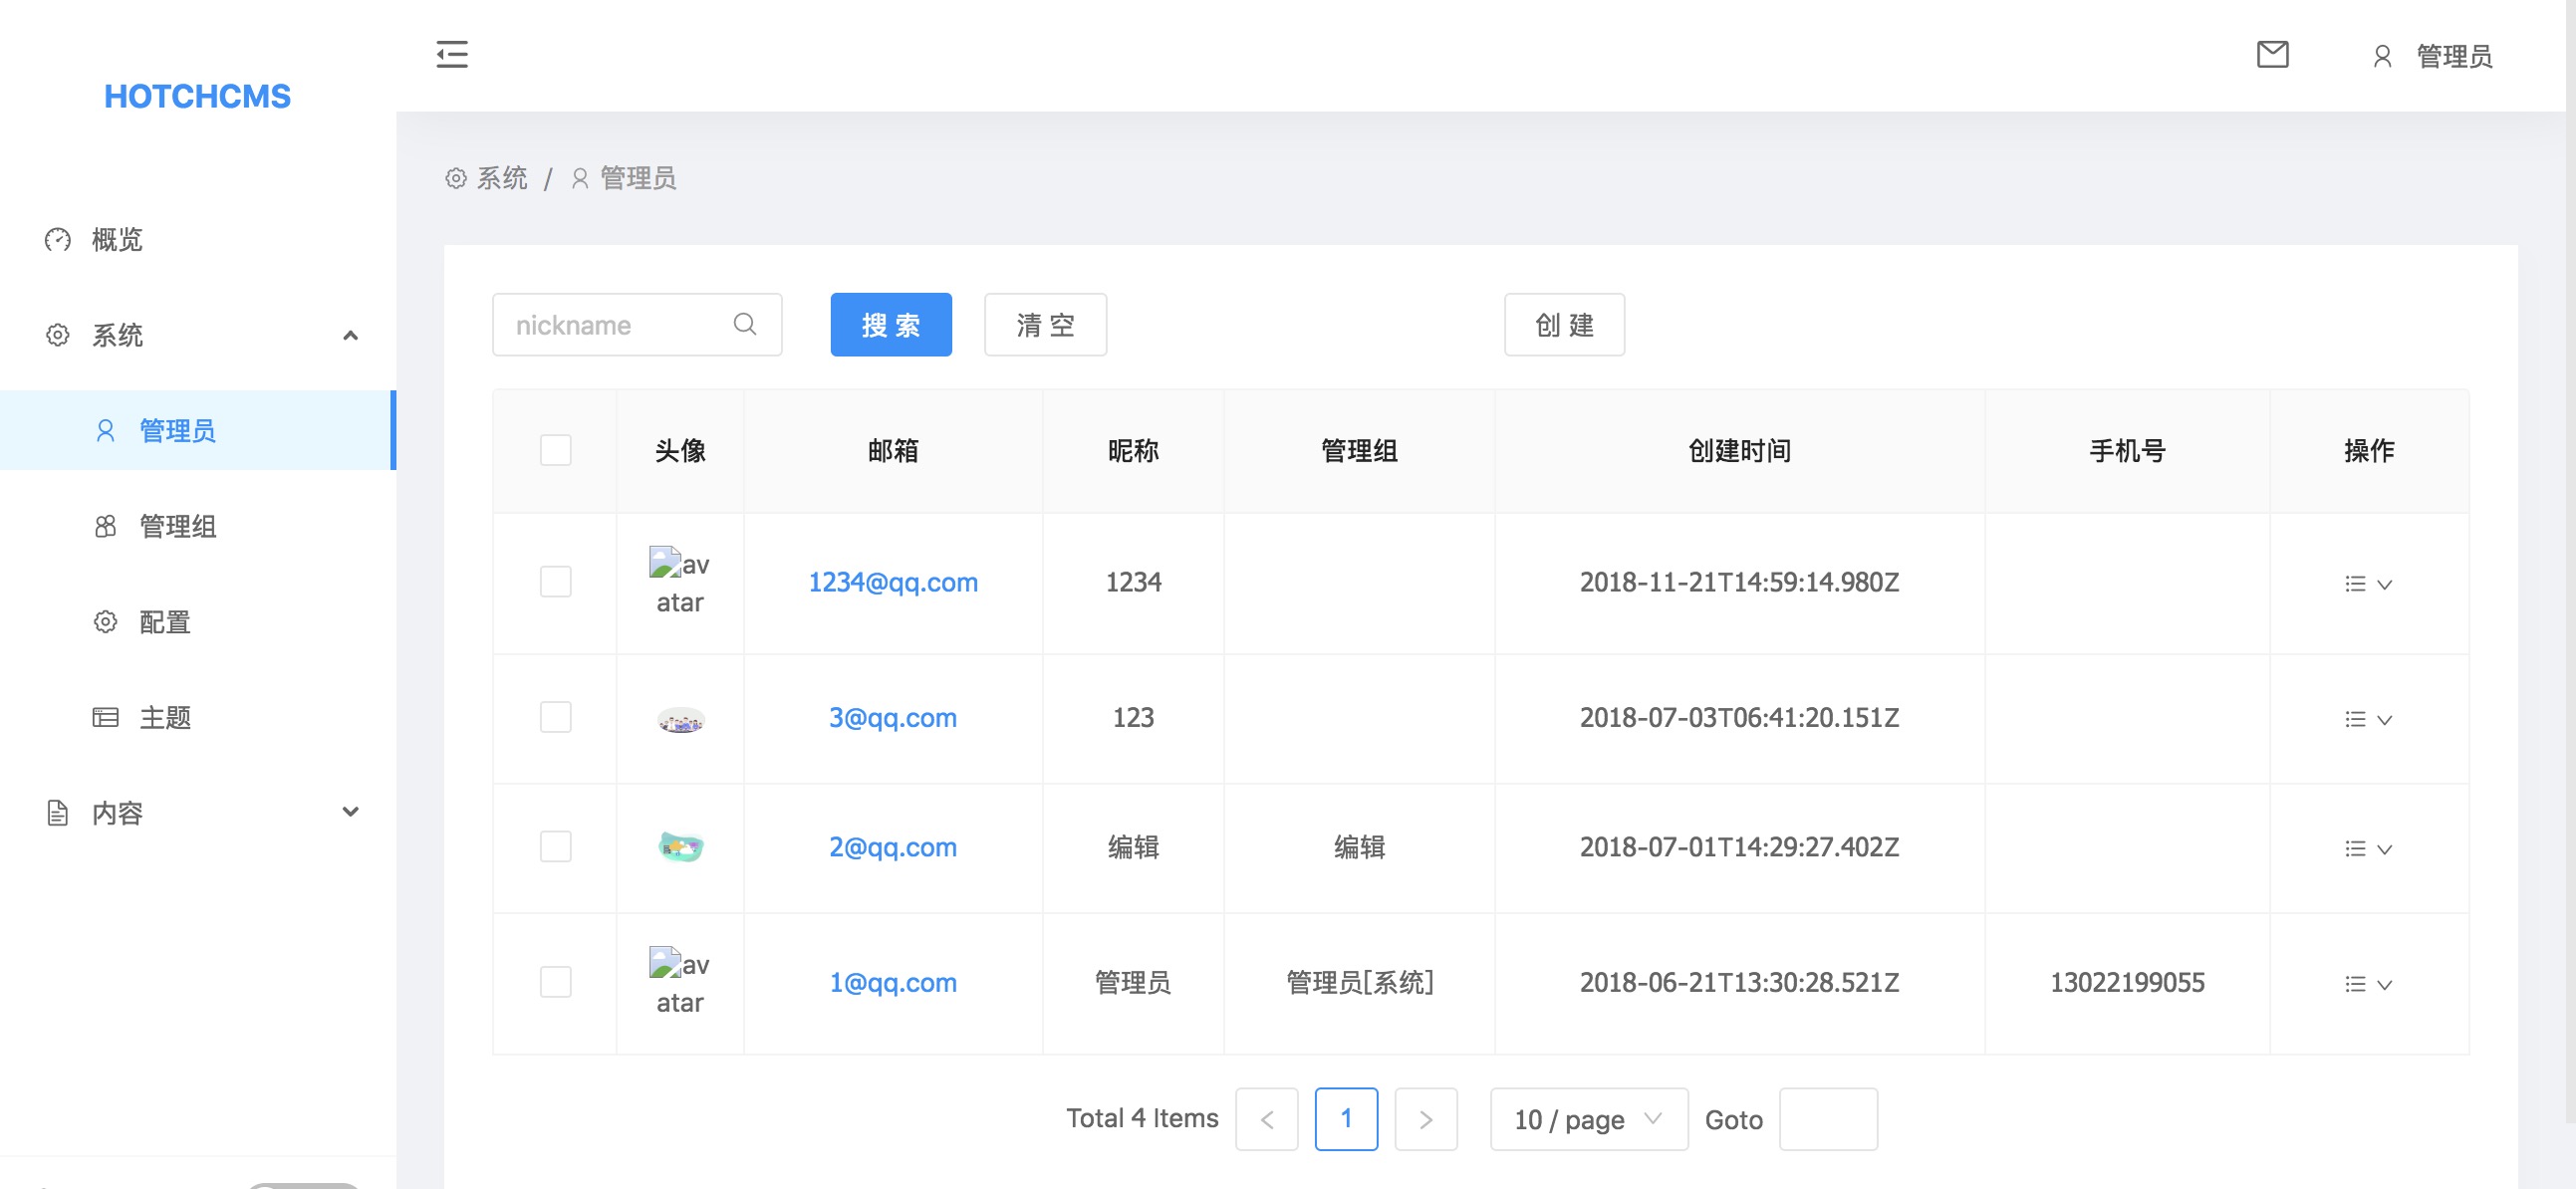 HOTCHCMS
管理员
概览
系统
管理员
管理组
配置
主题
内容
系统 / 管理员
nickname
搜 索
清 空
创 建
头像 邮箱 昵称 管理组 创建时间 手机号 操作
avatar 1234@qq.com 1234 2018-11-21T14:59:14.980Z
3@qq.com 123 2018-07-03T06:41:20.151Z
2@qq.com 编辑 编辑 2018-07-01T14:29:27.402Z
avatar 1@qq.com 管理员 管理员[系统] 2018-06-21T13:30:28.521Z 13022199055
Total 4 Items 1 10 / page Goto